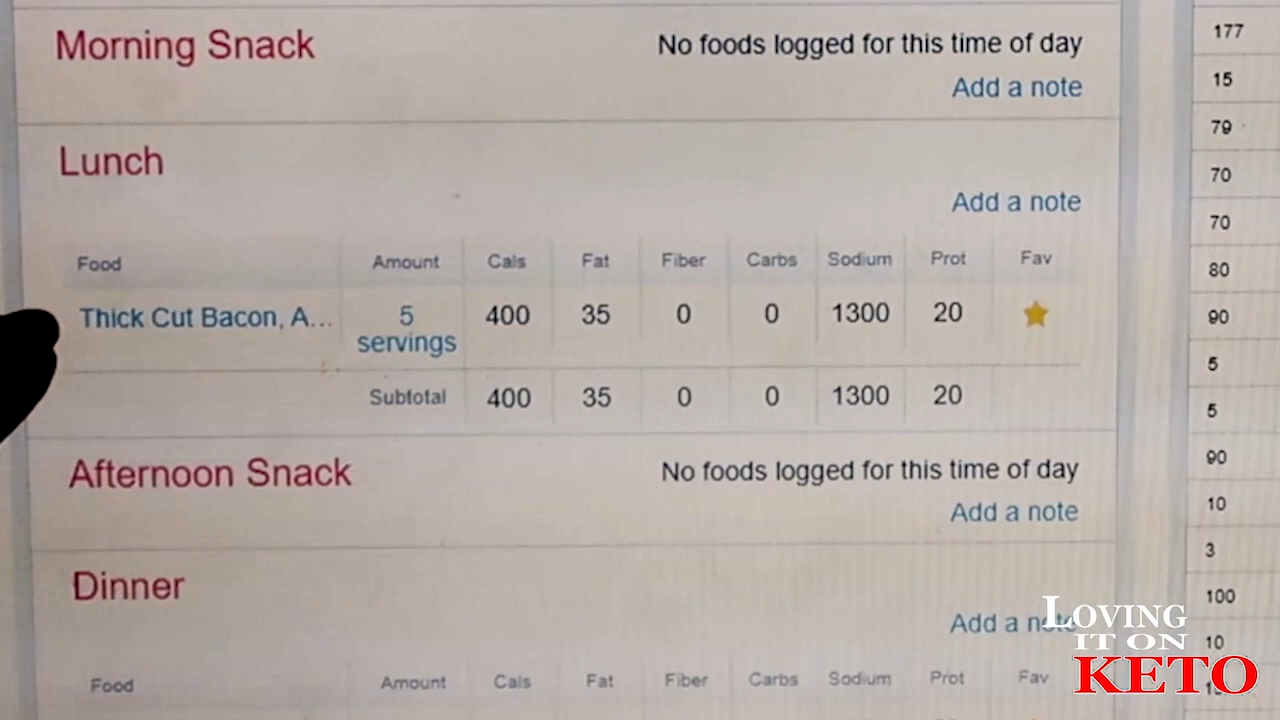 Morning Snack
No foods logged for this time of day
Add a note
Lunch
Add a note
Food Amount Cals Fat Fiber Carbs Sodium Prot Fav
Thick Cut Bacon, A... 5 servings 400 35 0 0 1300 20
Subtotal 400 35 0 0 1300 20
Afternoon Snack
No foods logged for this time of day
Add a note
Dinner
Add a note
Food Amount Cals Fat Fiber Carbs Sodium Prot Fav
177
15
79
70
70
80
90
5
5
90
10
3
100
10
LOVING
IT ON
KETO